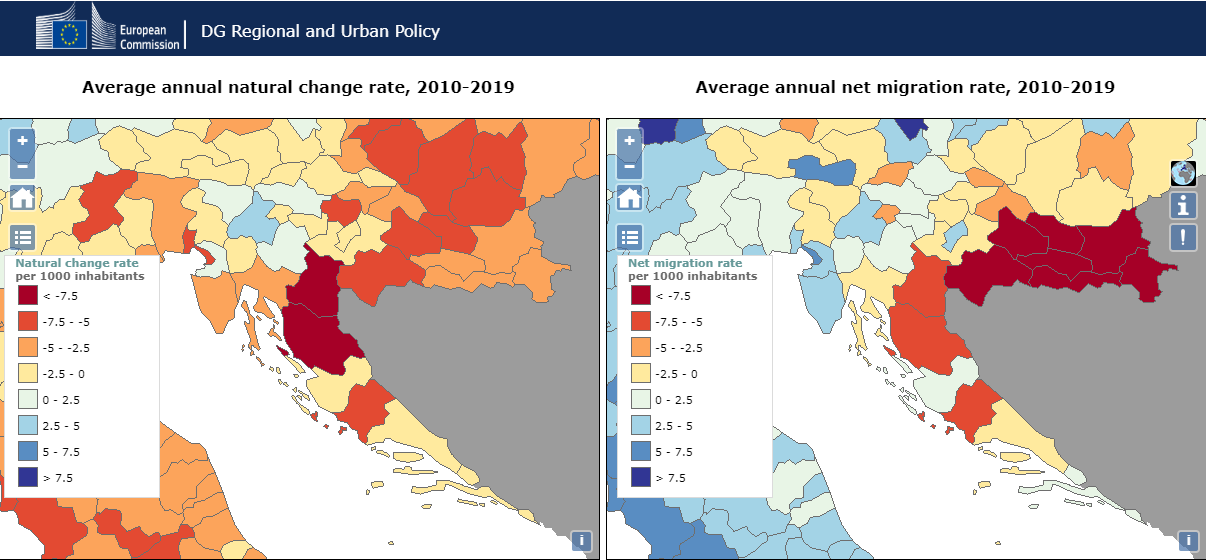 European
Commission
DG Regional and Urban Policy
Average annual natural change rate, 2010-2019
Average annual net migration rate, 2010-2019
+
−
Natural change rate
per 1000 inhabitants
< -7.5
-7.5 - -5
-5 - -2.5
-2.5 - 0
0 - 2.5
2.5 - 5
5 - 7.5
> 7.5
i
+
−
i
!
Net migration rate
per 1000 inhabitants
< -7.5
-7.5 - -5
-5 - -2.5
-2.5 - 0
0 - 2.5
2.5 - 5
5 - 7.5
> 7.5
i